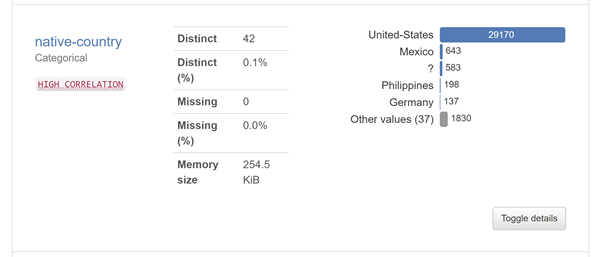 native-country
Categorical
HIGH CORRELATION
Distinct 42
Distinct 0.1%
(%)
Missing 0
Missing 0.0%
(%)
Memory 254.5
size KiB
United-States 29170
Mexico 643
? 583
Philippines 198
Germany 137
Other values (37) 1830
Toggle details